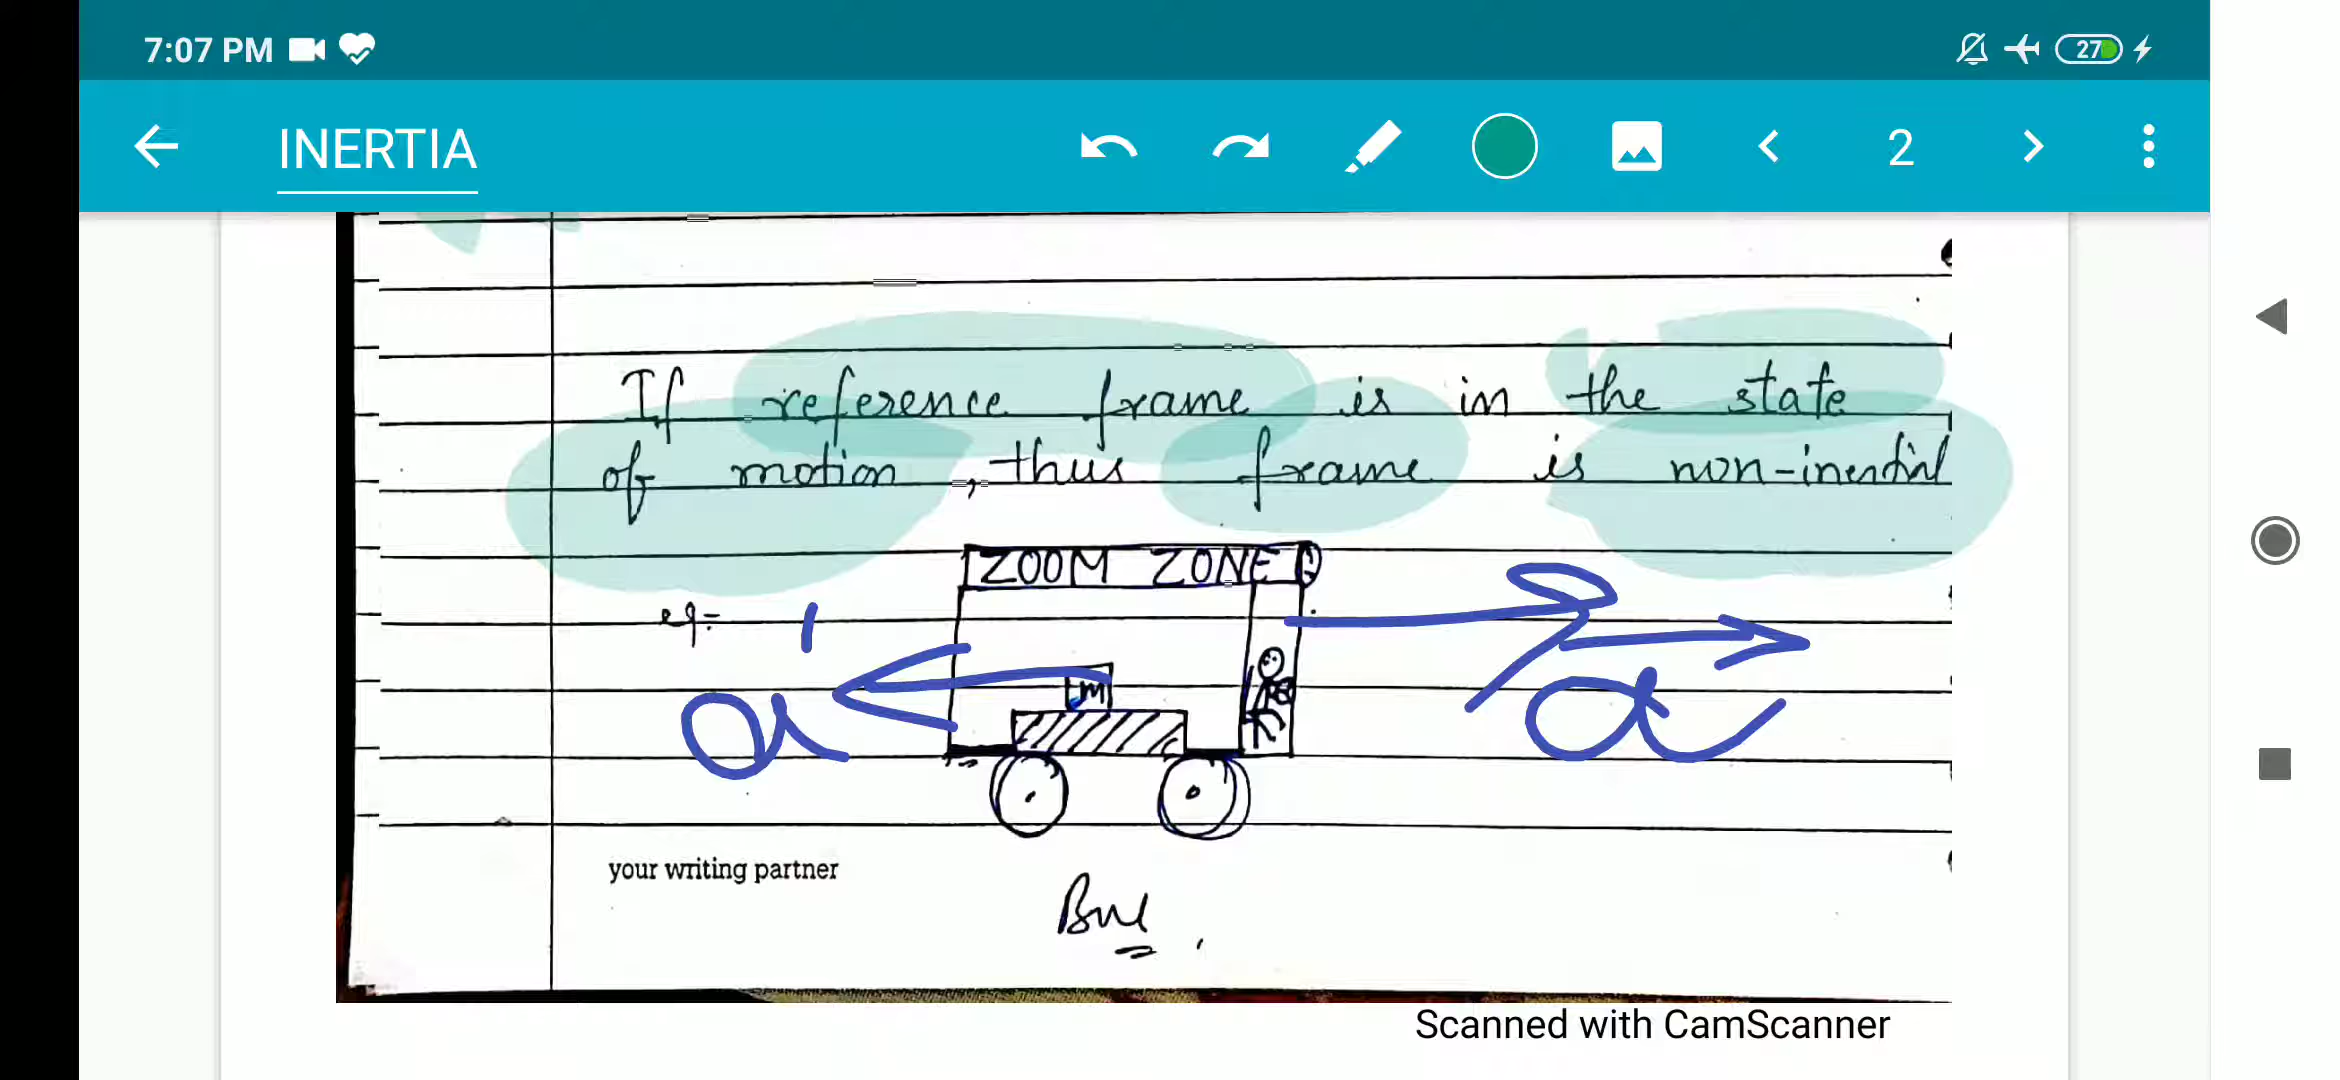 7:07 PM
27
INERTIA
2
If reference frame is in the state
of motion, thus frame is non-inertial
ZOOM ZONE
eg:-
a'
a
m
your writing partner
Scanned with CamScanner